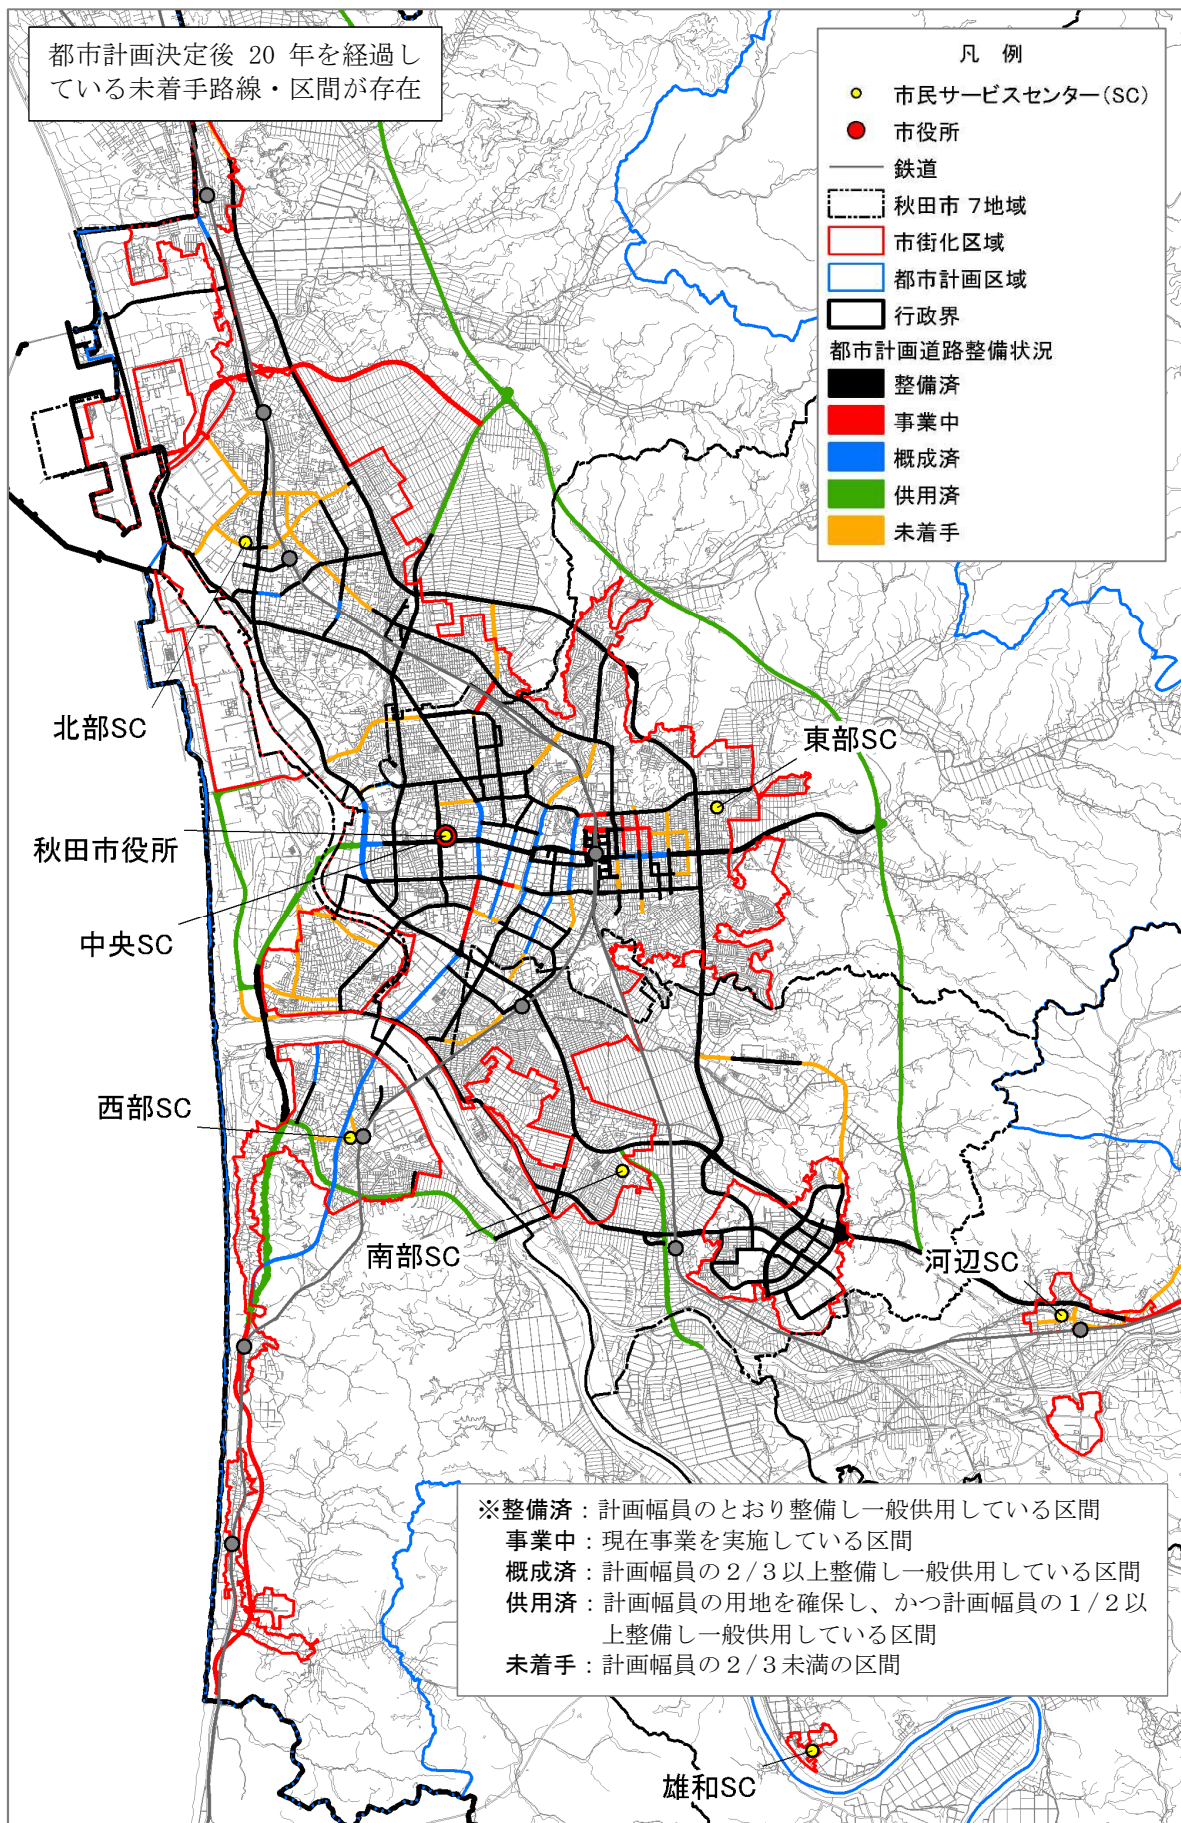 都市計画決定後 20 年を経過し
ている未着手路線・区間が存在
凡 例
市民サービスセンター(SC)
市役所
鉄道
秋田市 7地域
市街化区域
都市計画区域
行政界
都市計画道路整備状況
整備済
事業中
概成済
供用済
未着手
北部SC
東部SC
秋田市役所
中央SC
西部SC
南部SC
河辺SC
※整備済：計画幅員のとおり整備し一般供用している区間
事業中：現在事業を実施している区間
概成済：計画幅員の２/３以上整備し一般供用している区間
供用済：計画幅員の用地を確保し、かつ計画幅員の１/２以
上整備し一般供用している区間
未着手：計画幅員の２/３未満の区間
雄和SC